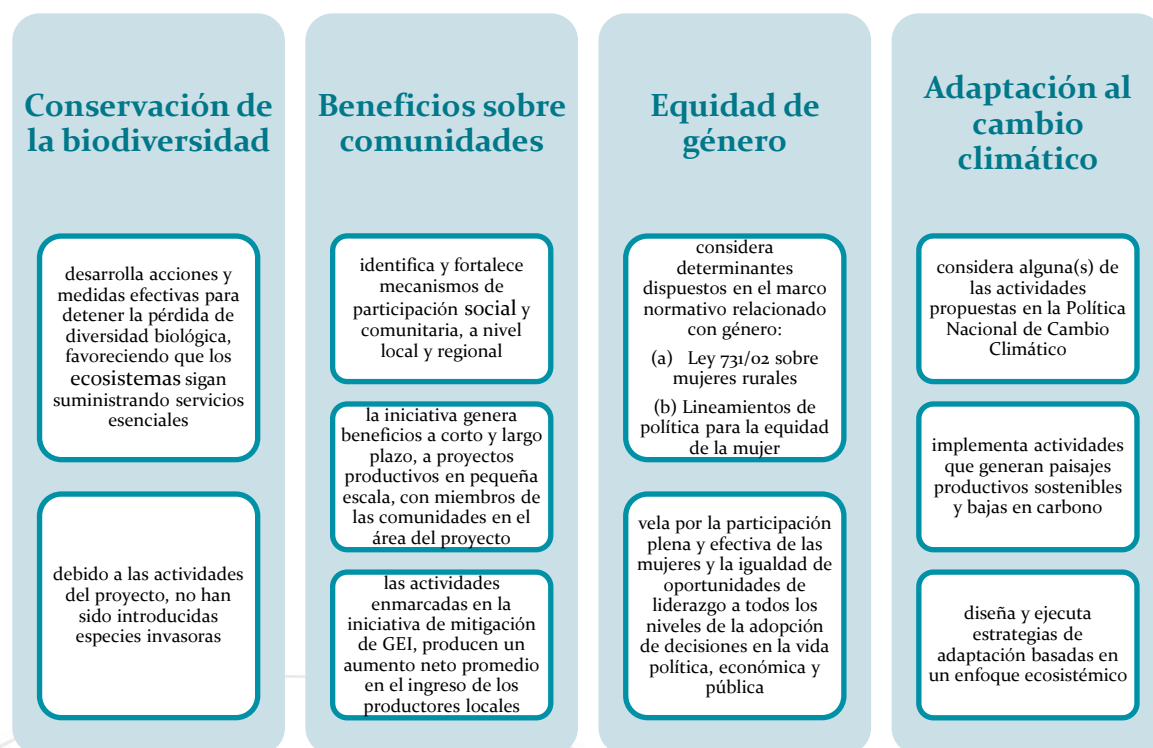 Conservación de
la biodiversidad
desarrolla acciones y
medidas efectivas para
detener la pérdida de
diversidad biológica,
favoreciendo que los
ecosistemas sigan
suministrando servicios
esenciales
debido a las actividades
del proyecto, no han
sido introducidas
especies invasoras
Beneficios sobre
comunidades
identifica y fortalece
mecanismos de
participación social y
comunitaria, a nivel
local y regional
la iniciativa genera
beneficios a corto y largo
plazo, a proyectos
productivos en pequeña
escala, con miembros de
las comunidades en el
área del proyecto
las actividades
enmarcadas en la
iniciativa de mitigación
de GEI, producen un
aumento neto promedio
en el ingreso de los
productores locales
Equidad de
género
considera
determinantes
dispuestos en el marco
normativo relacionado
con género:
(a) Ley 731/02 sobre
mujeres rurales
(b) Lineamientos de
política para la equidad
de la mujer
vela por la participación
plena y efectiva de las
mujeres y la igualdad de
oportunidades de
liderazgo a todos los
niveles de la adopción
de decisiones en la vida
política, económica y
pública
Adaptación al
cambio
climático
considera alguna(s) de
las actividades
propuestas en la Política
Nacional de Cambio
Climático
implementa actividades
que generan paisajes
productivos sostenibles
y bajas en carbono
diseña y ejecuta
estrategias de
adaptación basadas en
un enfoque ecosistémico